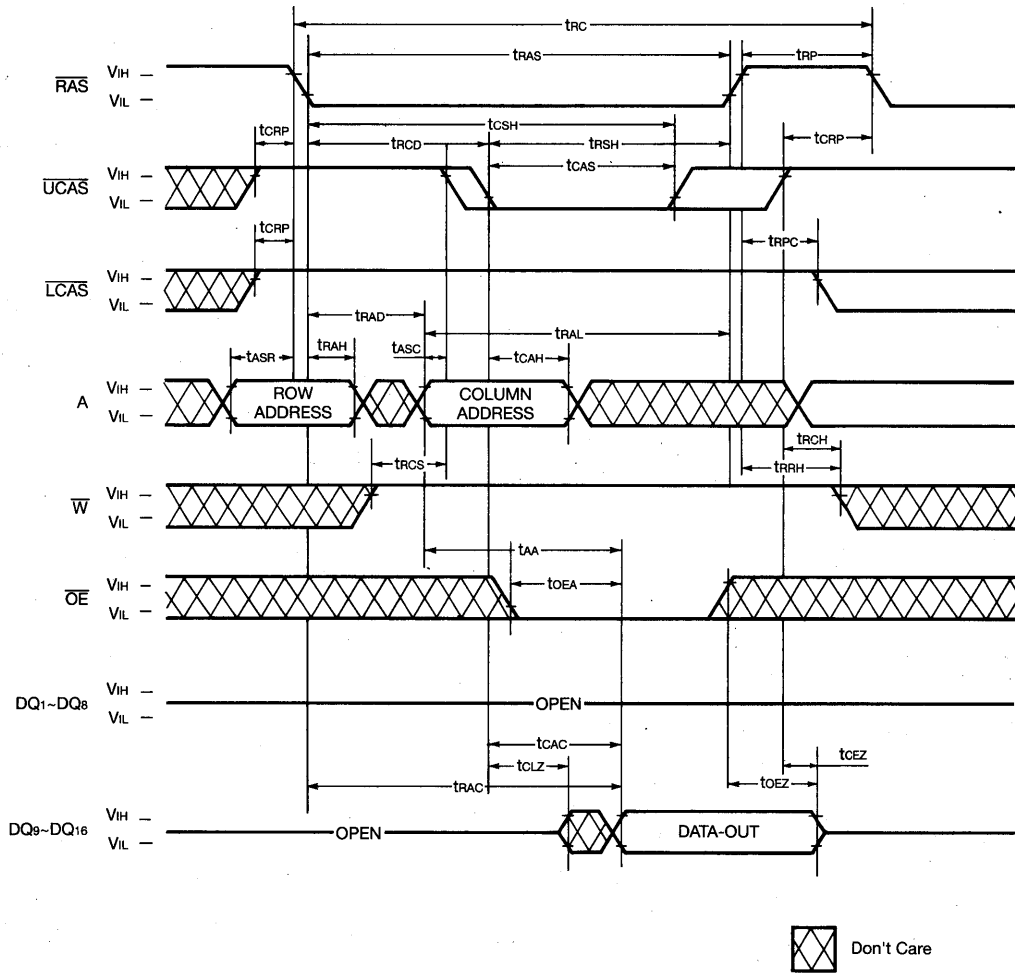 tRC
tRAS
tRP
RAS
VIH
VIL
tCSH
tCRP
tRCD
tRSH
tCRP
tCAS
UCAS
VIH
VIL
tCRP
tRPC
LCAS
VIH
VIL
tRAD
tRAL
tASR
tRAH
tASC
tCAH
A
VIH
VIL
ROW
ADDRESS
COLUMN
ADDRESS
tRCH
tRCS
tRRH
W
VIH
VIL
tAA
tOEA
OE
VIH
VIL
DQ1~DQ8
VIH
VIL
OPEN
tCAC
tCEZ
tCLZ
tOEZ
tRAC
DQ9~DQ16
VIH
VIL
OPEN
DATA-OUT
Don't Care